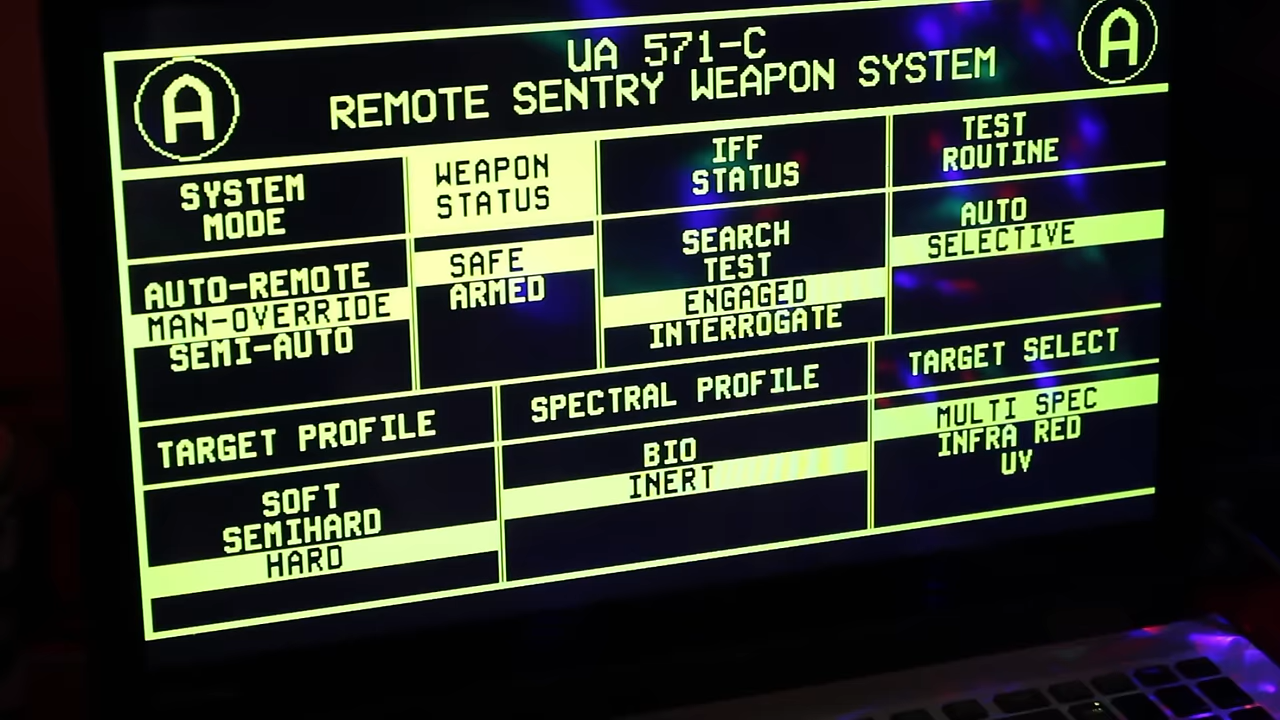 A
UA 571-C
REMOTE SENTRY WEAPON SYSTEM
A
SYSTEM
MODE
AUTO-REMOTE
MAN-OVERRIDE
SEMI-AUTO
WEAPON
STATUS
SAFE
ARMED
IFF
STATUS
SEARCH
TEST
ENGAGED
INTERROGATE
TEST
ROUTINE
AUTO
SELECTIVE
TARGET PROFILE
SOFT
SEMIHARD
HARD
SPECTRAL PROFILE
BIO
INERT
TARGET SELECT
MULTI SPEC
INFRA RED
UV